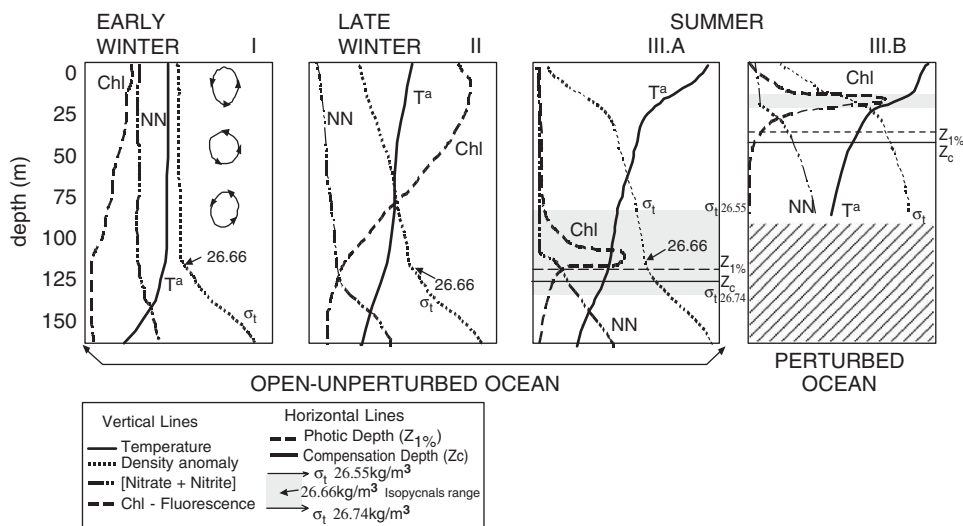 EARLY
WINTER I
LATE
WINTER II
SUMMER
III.A
III.B
0
25
50
75
100
125
150
depth (m)
Chl
NN
26.66
Tª
σt
Tª
NN
Chl
26.66
σt
Tª
σt
σt 26.55
Chl
26.66
Z1%
Zc
σt 26.74
NN
Chl
Z1%
Zc
NN
Tª
σt
OPEN-UNPERTURBED OCEAN
PERTURBED
OCEAN
Vertical Lines
Temperature
Density anomaly
[Nitrate + Nitrite]
Chl - Fluorescence
Horizontal Lines
Photic Depth (Z1%)
Compensation Depth (Zc)
σt 26.55kg/m³
26.66kg/m³ Isopycnals range
σt 26.74kg/m³